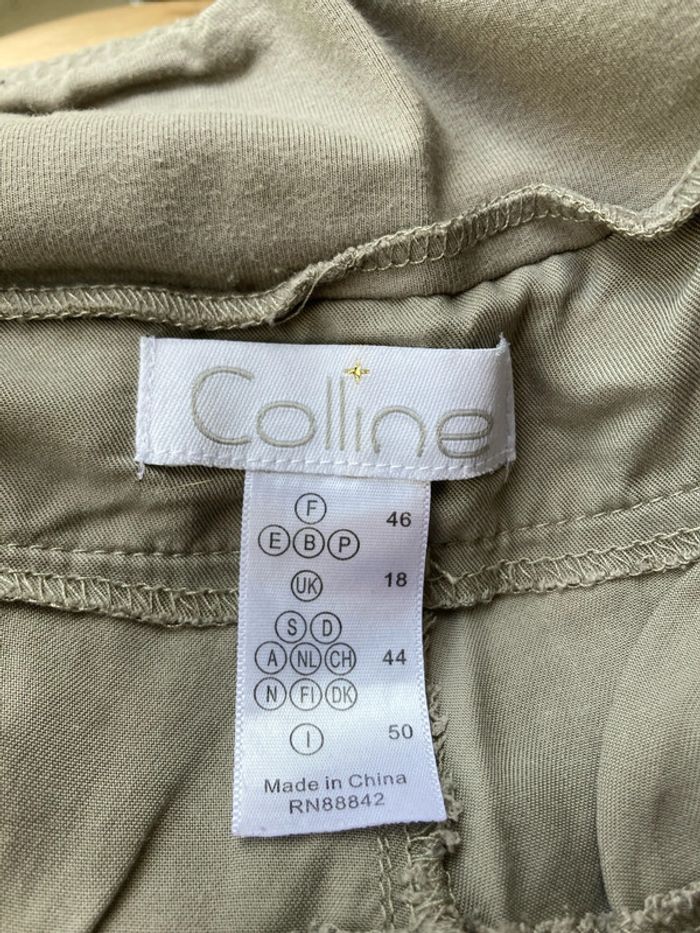 Colline
F 46
E B P
UK 18
S D
A NL CH 44
N FI DK
I 50
Made in China
RN88842